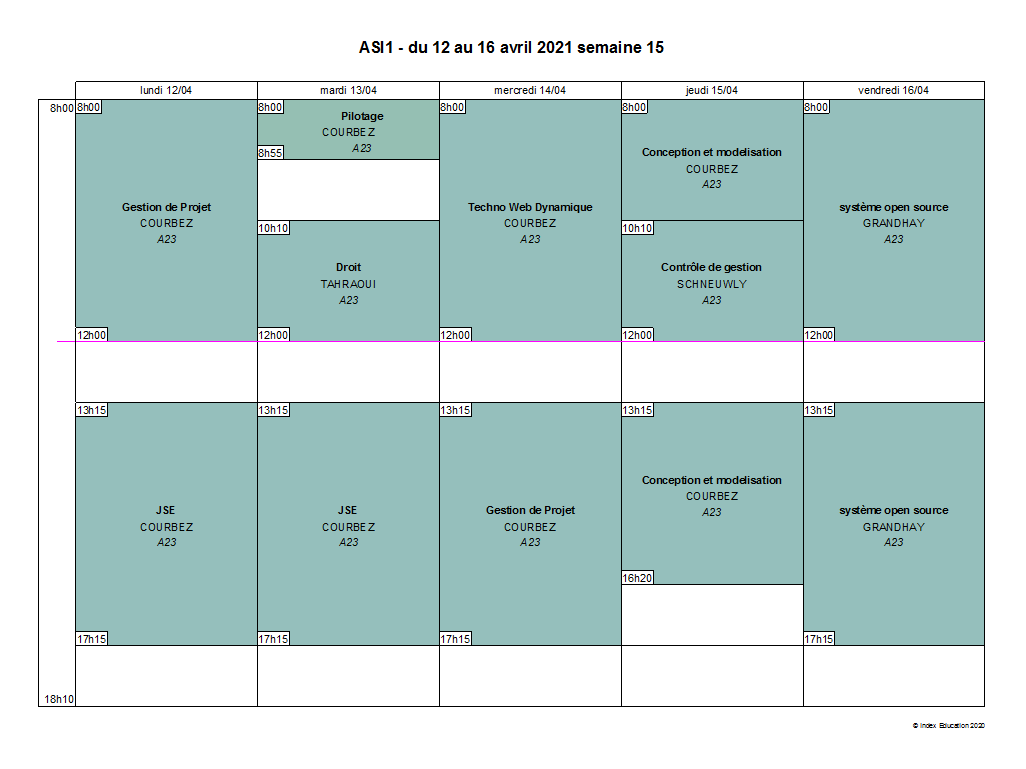 ASI1 - du 12 au 16 avril 2021 semaine 15
lundi 12/04
mardi 13/04
mercredi 14/04
jeudi 15/04
vendredi 16/04
8h00
8h00
Gestion de Projet
COURBEZ
A23
12h00
13h15
JSE
COURBEZ
A23
17h15
8h00
Pilotage
COURBEZ
A23
8h55
10h10
Droit
TAHRAOUI
A23
12h00
13h15
JSE
COURBEZ
A23
17h15
8h00
Techno Web Dynamique
COURBEZ
A23
12h00
13h15
Gestion de Projet
COURBEZ
A23
17h15
8h00
Conception et modelisation
COURBEZ
A23
10h10
Contrôle de gestion
SCHNEUWLY
A23
12h00
13h15
Conception et modelisation
COURBEZ
A23
16h20
8h00
système open source
GRANDHAY
A23
12h00
13h15
système open source
GRANDHAY
A23
17h15
18h10
© Index Education 2020